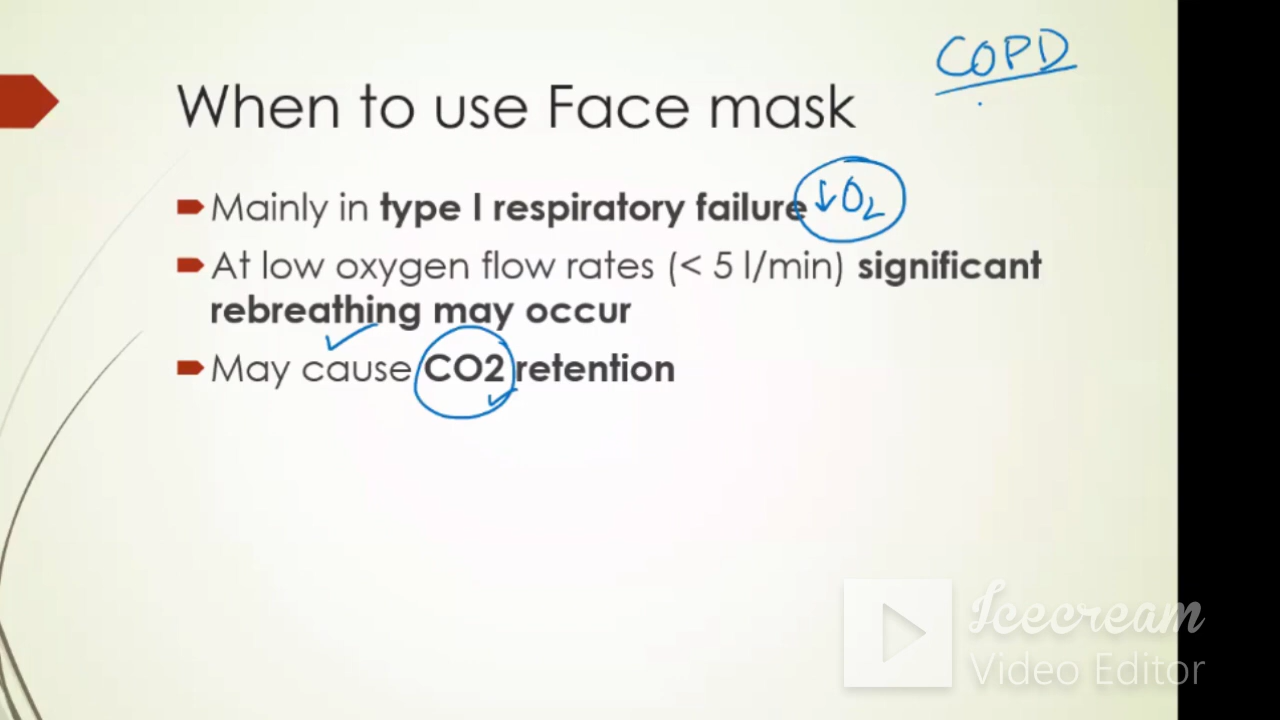 COPD
When to use Face mask
Mainly in type I respiratory failure ↓O₂
At low oxygen flow rates (< 5 l/min) significant
rebreathing may occur
May cause CO2 retention
Icecream
Video Editor